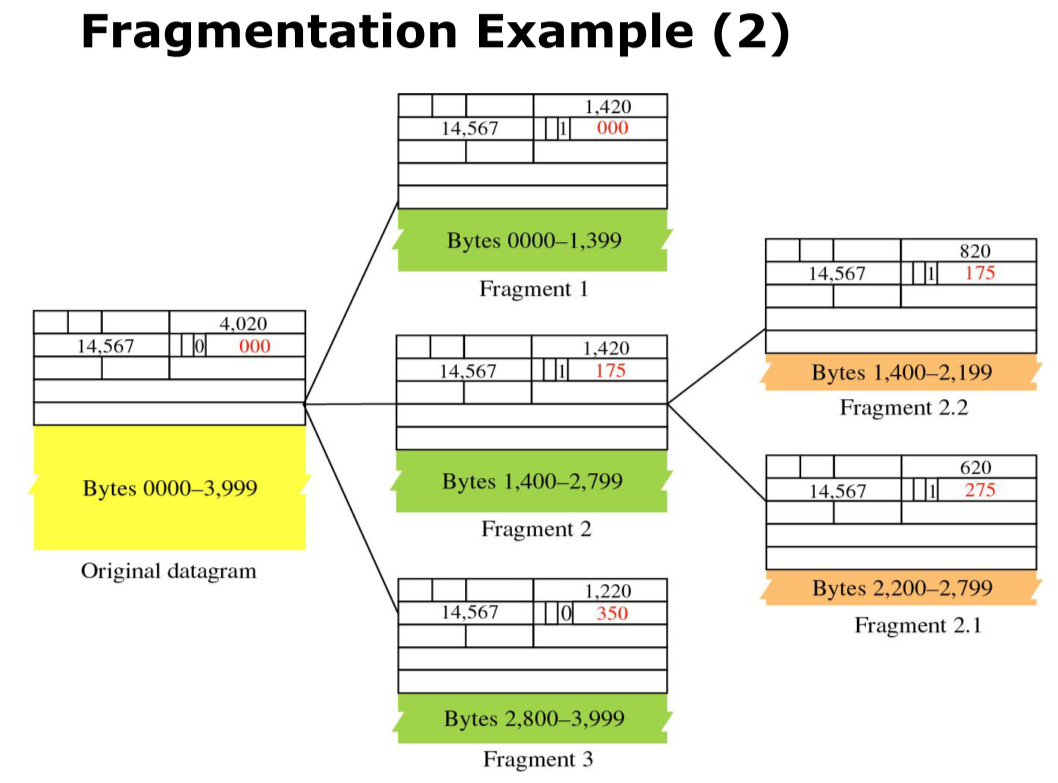 Fragmentation Example (2)
4,020
14,567 0 000
Bytes 0000–3,999
Original datagram
1,420
14,567 1 000
Bytes 0000–1,399
Fragment 1
1,420
14,567 1 175
Bytes 1,400–2,799
Fragment 2
1,220
14,567 0 350
Bytes 2,800–3,999
Fragment 3
820
14,567 1 175
Bytes 1,400–2,199
Fragment 2.2
620
14,567 1 275
Bytes 2,200–2,799
Fragment 2.1